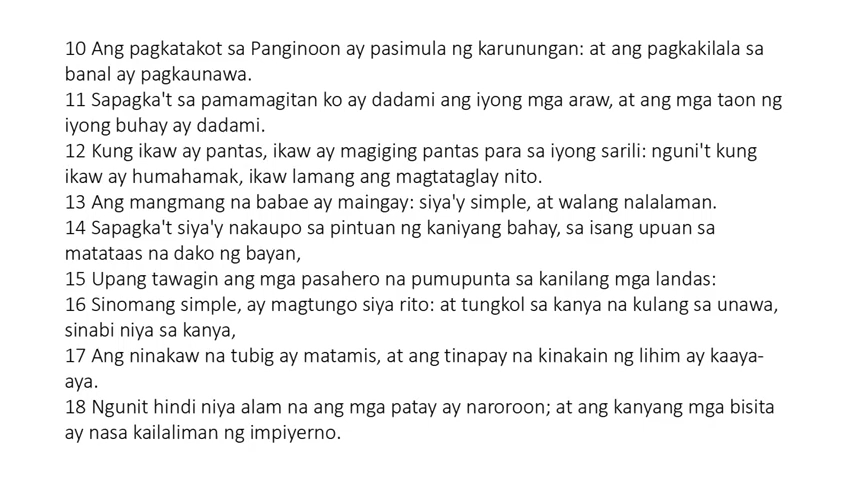 10 Ang pagkatakot sa Panginoon ay pasimula ng karunungan: at ang pagkakilala sa
banal ay pagkaunawa.
11 Sapagka't sa pamamagitan ko ay dadami ang iyong mga araw, at ang mga taon ng
iyong buhay ay dadami.
12 Kung ikaw ay pantas, ikaw ay magiging pantas para sa iyong sarili: nguni't kung
ikaw ay humahamak, ikaw lamang ang magtataglay nito.
13 Ang mangmang na babae ay maingay: siya'y simple, at walang nalalaman.
14 Sapagka't siya'y nakaupo sa pintuan ng kaniyang bahay, sa isang upuan sa
matataas na dako ng bayan,
15 Upang tawagin ang mga pasahero na pumupunta sa kanilang mga landas:
16 Sinomang simple, ay magtungo siya rito: at tungkol sa kanya na kulang sa unawa,
sinabi niya sa kanya,
17 Ang ninakaw na tubig ay matamis, at ang tinapay na kinakain ng lihim ay kaaya-
aya.
18 Ngunit hindi niya alam na ang mga patay ay naroroon; at ang kanyang mga bisita
ay nasa kailaliman ng impiyerno.